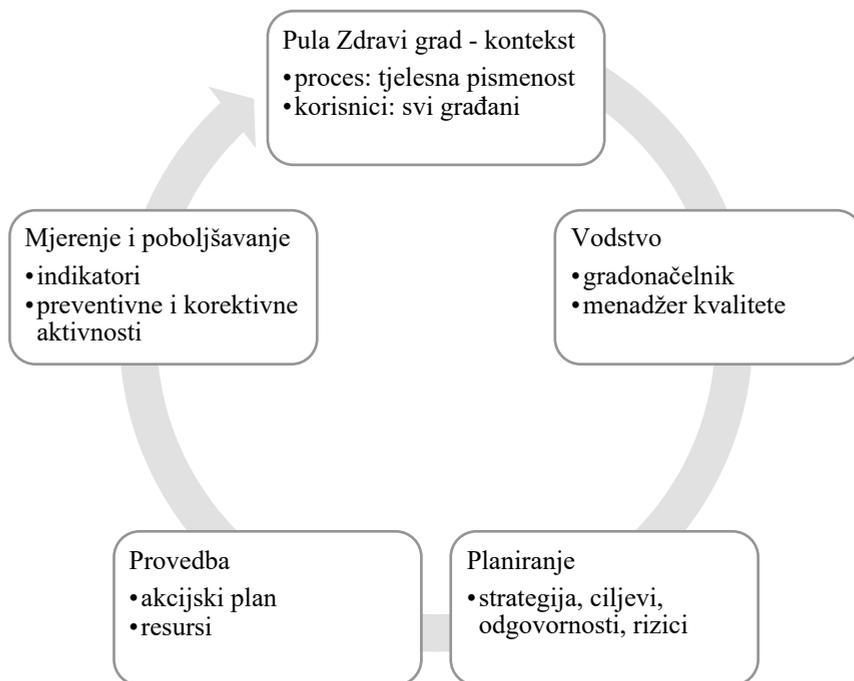 Pula Zdravi grad - kontekst
•proces: tjelesna pismenost
•korisnici: svi građani
Vodstvo
•gradonačelnik
•menadžer kvalitete
Planiranje
•strategija, ciljevi,
odgovornosti, rizici
Provedba
•akcijski plan
•resursi
Mjerenje i poboljšavanje
•indikatori
•preventivne i korektivne
aktivnosti